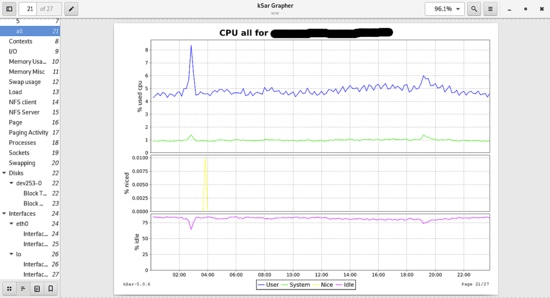 kSar Grapher
21 of 27
96.1%
5 7
all 21
Contexts 8
I/O 9
Memory Usa... 10
Memory Misc 11
Swap usage 12
Load 13
NFS client 14
NFS Server 15
Page 16
Paging Activity 17
Processes 18
Sockets 19
Swapping 20
Disks 22
dev253-0 22
Block T... 22
Block ... 23
Interfaces 24
eth0 24
Interfac... 24
Interfac... 25
lo 26
Interfac... 26
Interfac... 27
CPU all for
% used cpu
8
7
6
5
4
3
2
1
0
% niced
0.0100
0.0075
0.0050
0.0025
0.0000
% idle
75
50
25
0
02:00 04:00 06:00 08:00 10:00 12:00 14:00 16:00 18:00 20:00 22:00
User System Nice Idle
kSar-5.0.6
Page 21/27